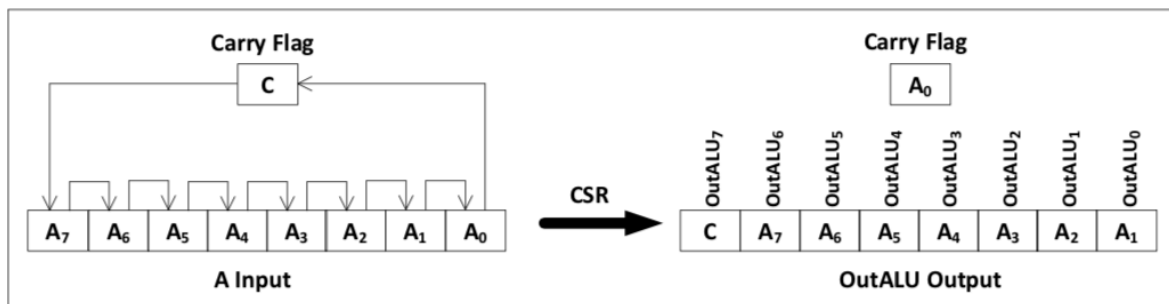 Carry Flag
C
A₇ A₆ A₅ A₄ A₃ A₂ A₁ A₀
A Input
CSR
Carry Flag
A₀
OutALU₇ OutALU₆ OutALU₅ OutALU₄ OutALU₃ OutALU₂ OutALU₁ OutALU₀
C A₇ A₆ A₅ A₄ A₃ A₂ A₁
OutALU Output